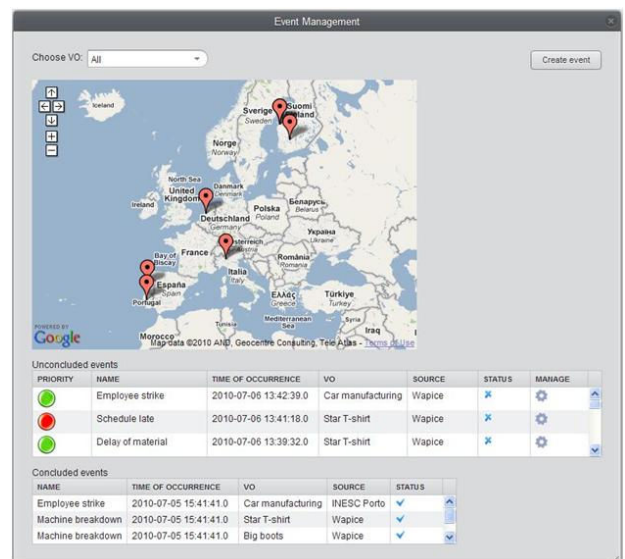 Event Management
Choose VO: All
Create event
Iceland
Sverige Suomi
Sweden
Norge
Norway
North Sea
Danmark
United
Kingdom
Ireland
Беларусь
Belarus
Polska
Poland
Deutschland
Germany
Україна
Ukraine
Österreich
Austria
Bay of
Biscay
France
România
Romania
Italia
Italy
España
Spain
Portugal
Ελλάς
Greece
Türkiye
Turkey
Mediterranean
Sea
Syria
Tunisia
Iraq
Morocco
POWERED BY
Google
Map data ©2010 AND, Geocentre Consulting, Tele Atlas - Terms of Use
Unconcluded events
PRIORITY NAME TIME OF OCCURRENCE VO SOURCE STATUS MANAGE
Employee strike 2010-07-06 13:42:39.0 Car manufacturing Wapice
Schedule late 2010-07-06 13:41:18.0 Star T-shirt Wapice
Delay of material 2010-07-06 13:39:32.0 Star T-shirt Wapice
Concluded events
NAME TIME OF OCCURRENCE VO SOURCE STATUS
Employee strike 2010-07-05 15:41:41.0 Car manufacturing INESC Porto
Machine breakdown 2010-07-05 15:41:41.0 Star T-shirt Wapice
Machine breakdown 2010-07-05 15:41:41.0 Big boots Wapice